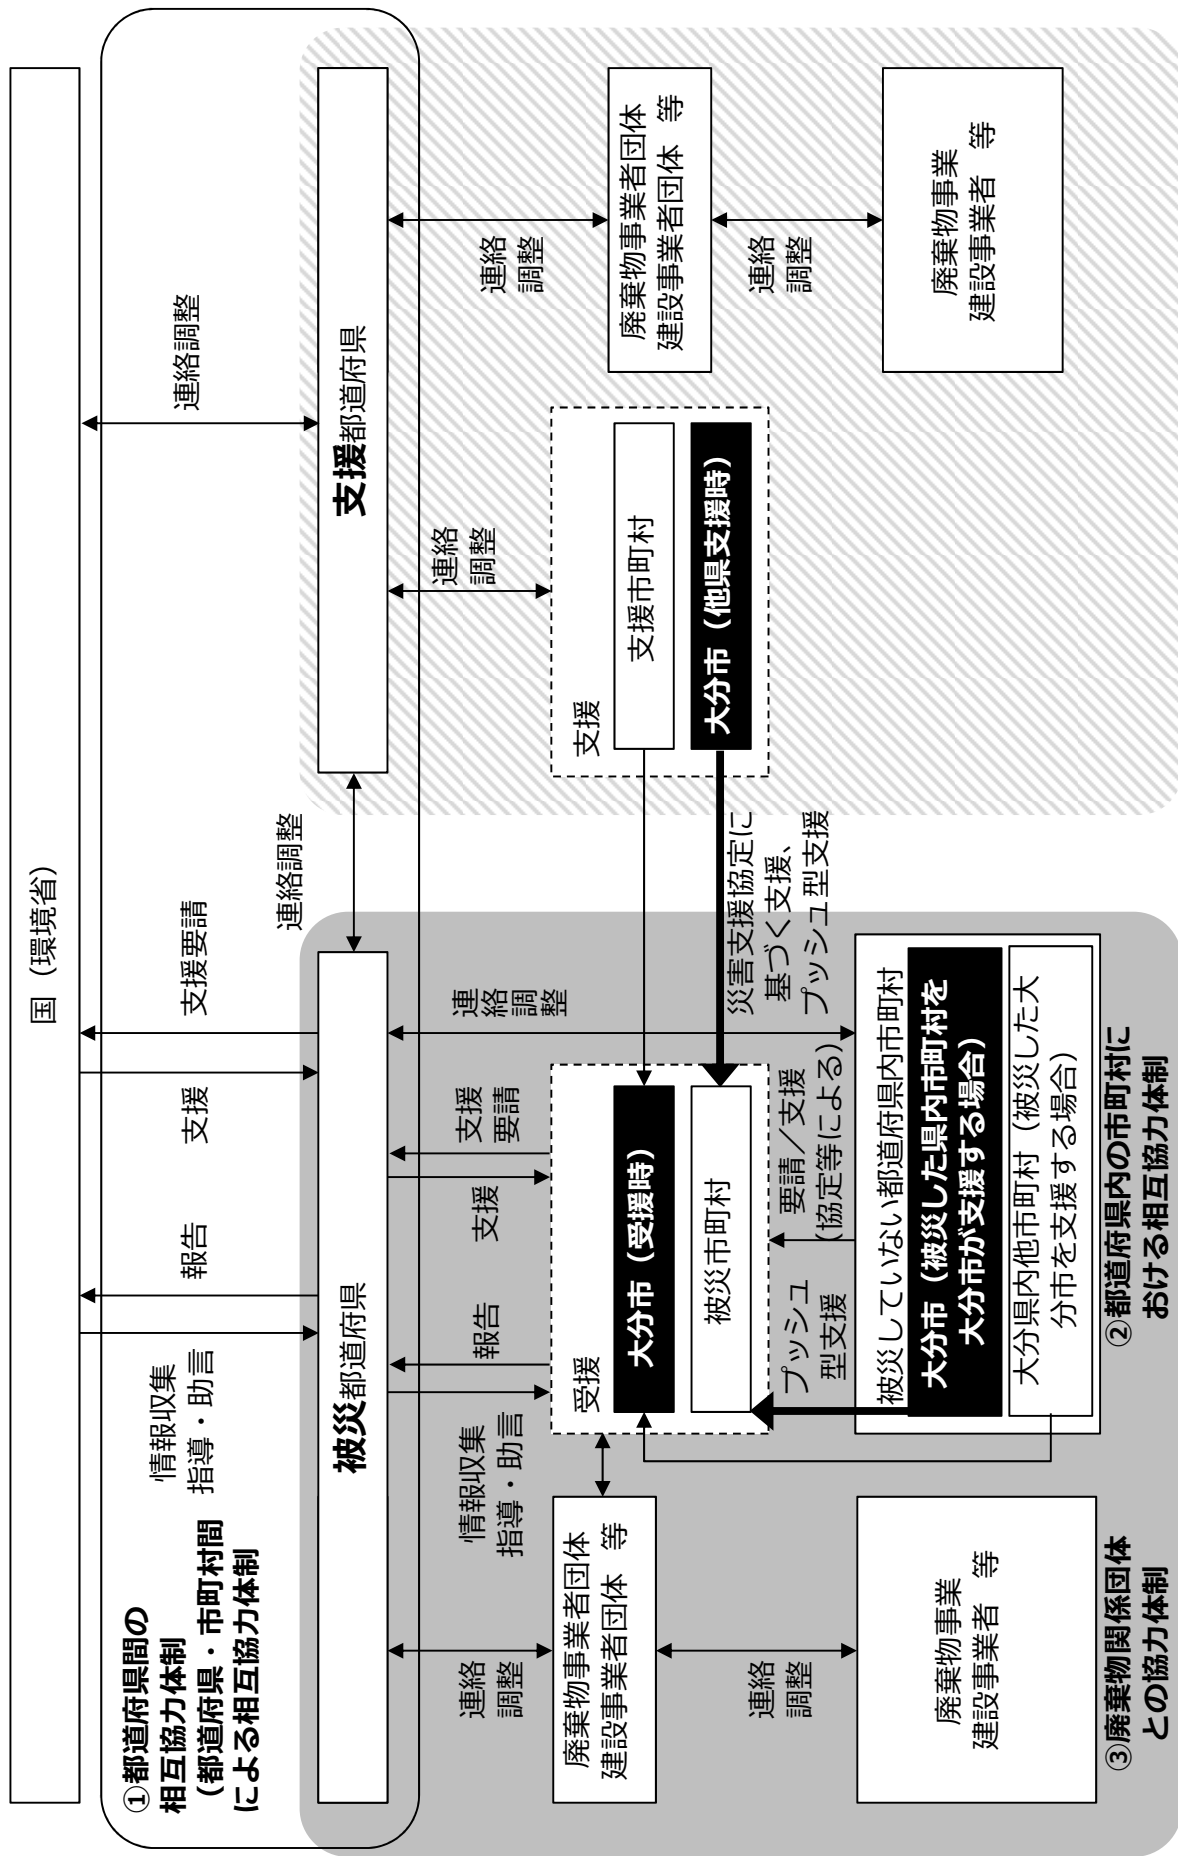 国（環境省）
①都道府県間の
相互協力体制
（都道府県・市町村間
による相互協力体制
情報収集
指導・助言
報告
支援
支援要請
連絡調整
連絡調整
被災都道府県
支援都道府県
連絡
調整
情報収集
指導・助言
報告
支援
支援
要請
連絡
調整
連絡
調整
連絡
調整
廃棄物事業者団体
建設事業者団体　等
受援
大分市（受援時）
被災市町村
支援
支援市町村
大分市（他県支援時）
廃棄物事業者団体
建設事業者団体　等
災害支援協定に
基づく支援、
プッシュ型支援
連絡
調整
プッシュ
型支援
要請／支援
（協定等による）
連絡
調整
廃棄物事業
建設事業者　等
被災していない都道府県内市町村
大分市（被災した県内市町村を
大分市が支援する場合）
大分県内他市町村（被災した大
分市を支援する場合）
廃棄物事業
建設事業者　等
③廃棄物関係団体
との協力体制
②都道府県内の市町村に
おける相互協力体制